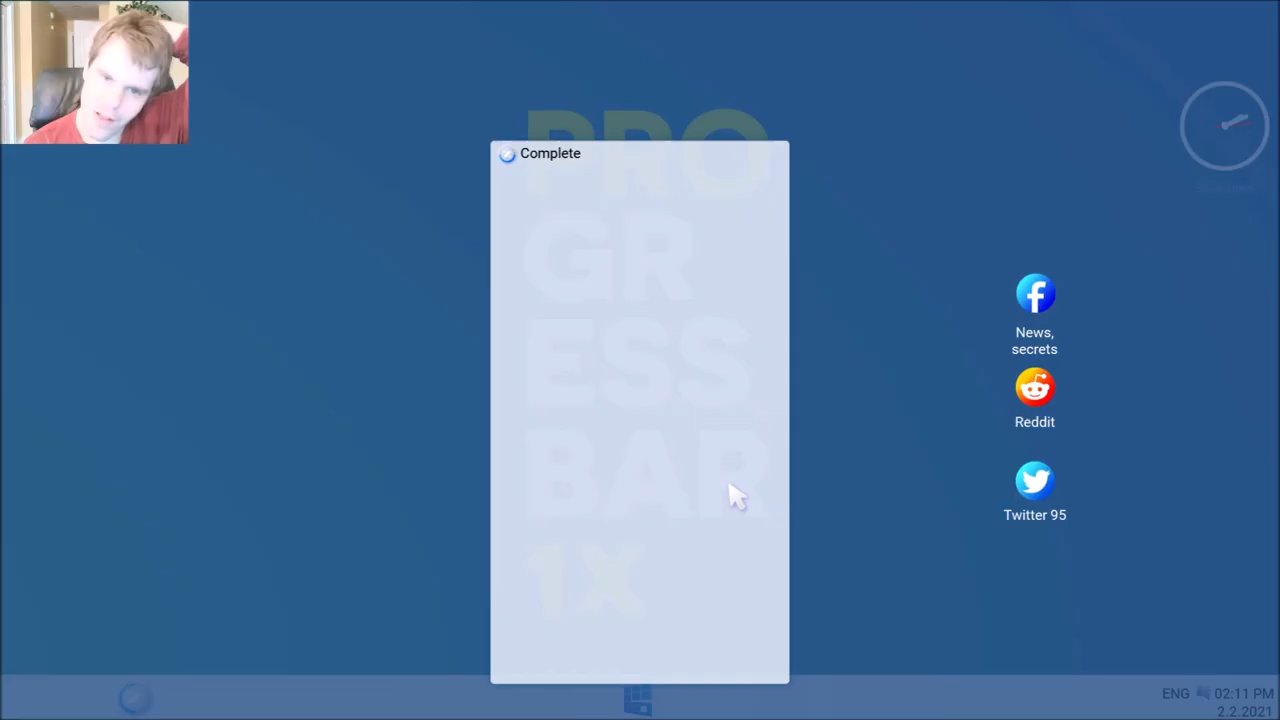 Complete
PRO
GR
ESS
BAR
1X
News,
secrets
Reddit
Twitter 95
ENG 02:11 PM
2.2.2021